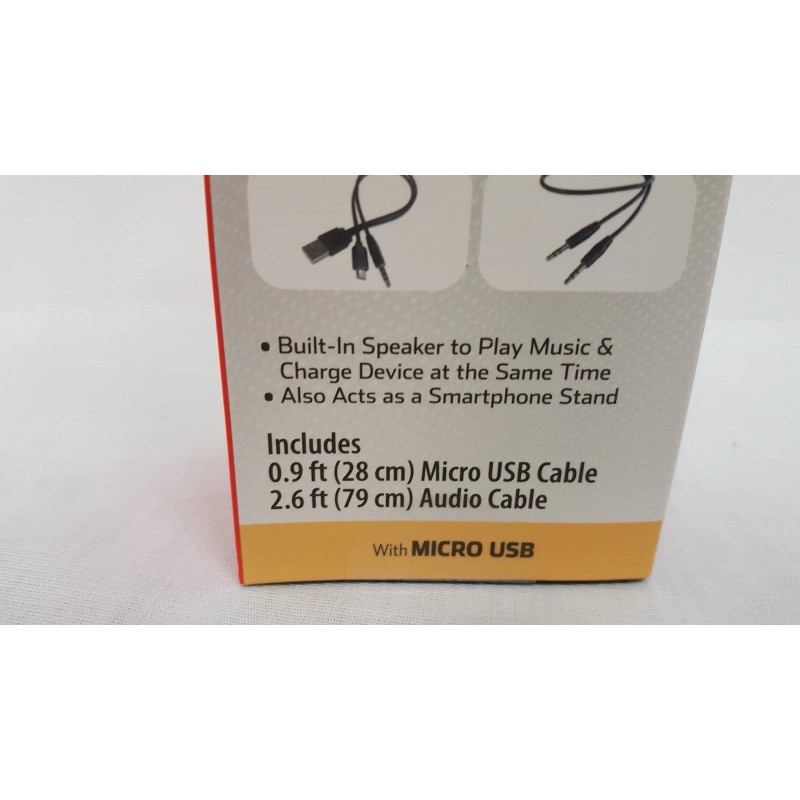 • Built-In Speaker to Play Music &
Charge Device at the Same Time
• Also Acts as a Smartphone Stand
Includes
0.9 ft (28 cm) Micro USB Cable
2.6 ft (79 cm) Audio Cable
With MICRO USB